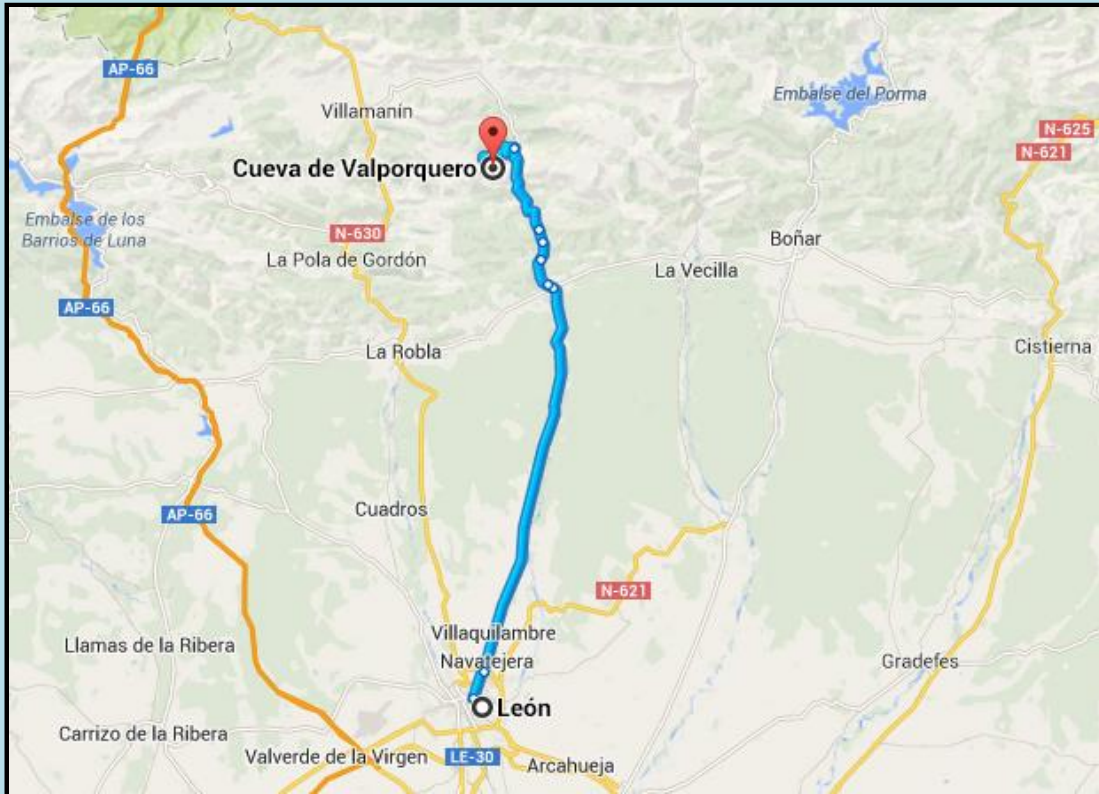 AP-66
N-625
N-621
Villamanín
Embalse del Porma
Cueva de Valporquero
Embalse de los
Barrios de Luna
N-630
La Pola de Gordón
Boñar
La Vecilla
AP-66
La Robla
Cistierna
Cuadros
AP-66
N-621
Villaquilambre
Llamas de la Ribera
Navatejera
Gradefes
León
Carrizo de la Ribera
Valverde de la Virgen
LE-30
Arcahueja